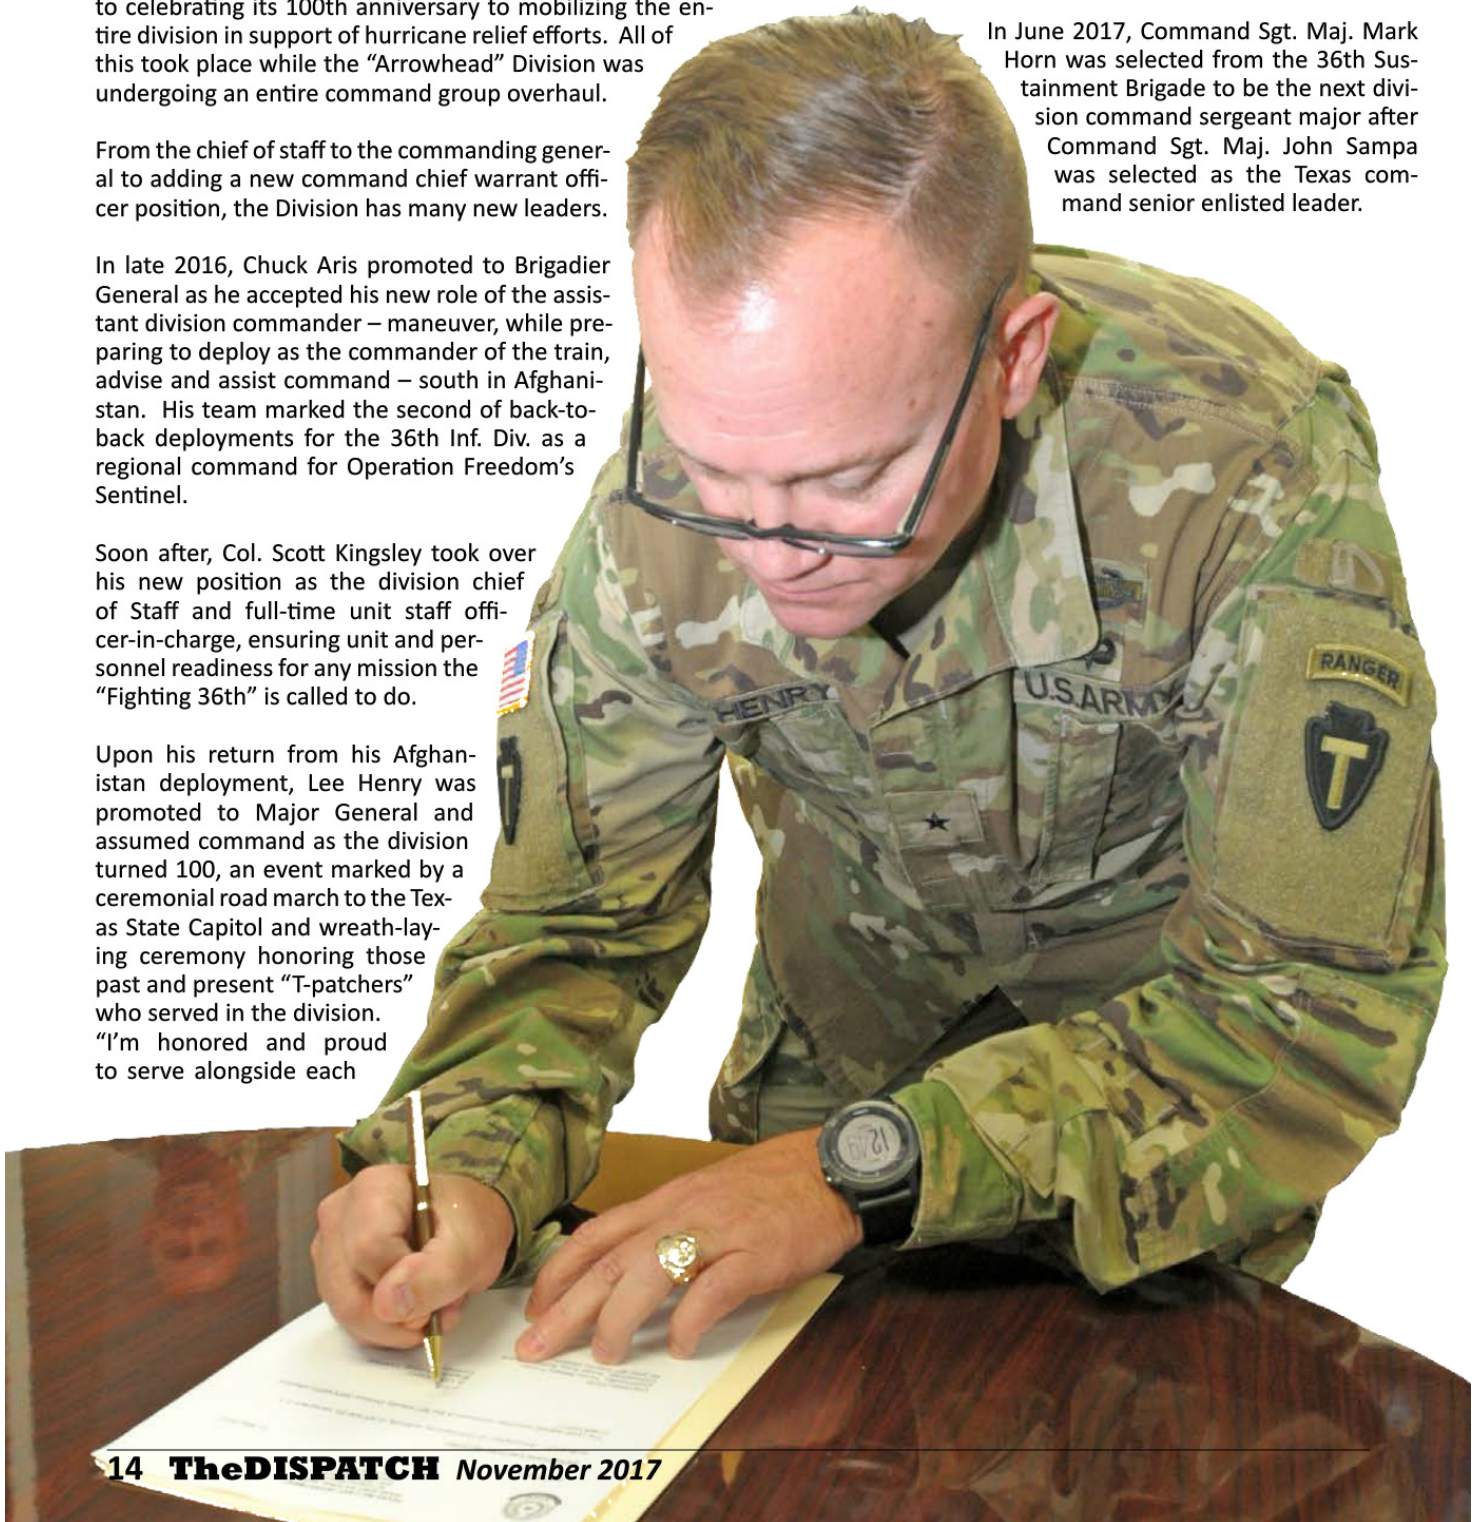 to celebrating its 100th anniversary to mobilizing the en-
tire division in support of hurricane relief efforts.  All of
this took place while the “Arrowhead” Division was
undergoing an entire command group overhaul.
From the chief of staff to the commanding gener-
al to adding a new command chief warrant offi-
cer position, the Division has many new leaders.
In late 2016, Chuck Aris promoted to Brigadier
General as he accepted his new role of the assis-
tant division commander – maneuver, while pre-
paring to deploy as the commander of the train,
advise and assist command – south in Afghani-
stan.  His team marked the second of back-to-
back deployments for the 36th Inf. Div. as a
regional command for Operation Freedom’s
Sentinel.
Soon after, Col. Scott Kingsley took over
his new position as the division chief
of Staff and full-time unit staff offi-
cer-in-charge, ensuring unit and per-
sonnel readiness for any mission the
“Fighting 36th” is called to do.
Upon his return from his Afghan-
istan deployment, Lee Henry was
promoted to Major General and
assumed command as the division
turned 100, an event marked by a
ceremonial road march to the Tex-
as State Capitol and wreath-lay-
ing ceremony honoring those
past and present “T-patchers”
who served in the division.
“I’m honored and proud
to serve alongside each
In June 2017, Command Sgt. Maj. Mark
Horn was selected from the 36th Sus-
tainment Brigade to be the next divi-
sion command sergeant major after
Command Sgt. Maj. John Sampa
was selected as the Texas com-
mand senior enlisted leader.
HENRY
U.S.ARMY
RANGER
T
T
14 TheDISPATCH November 2017